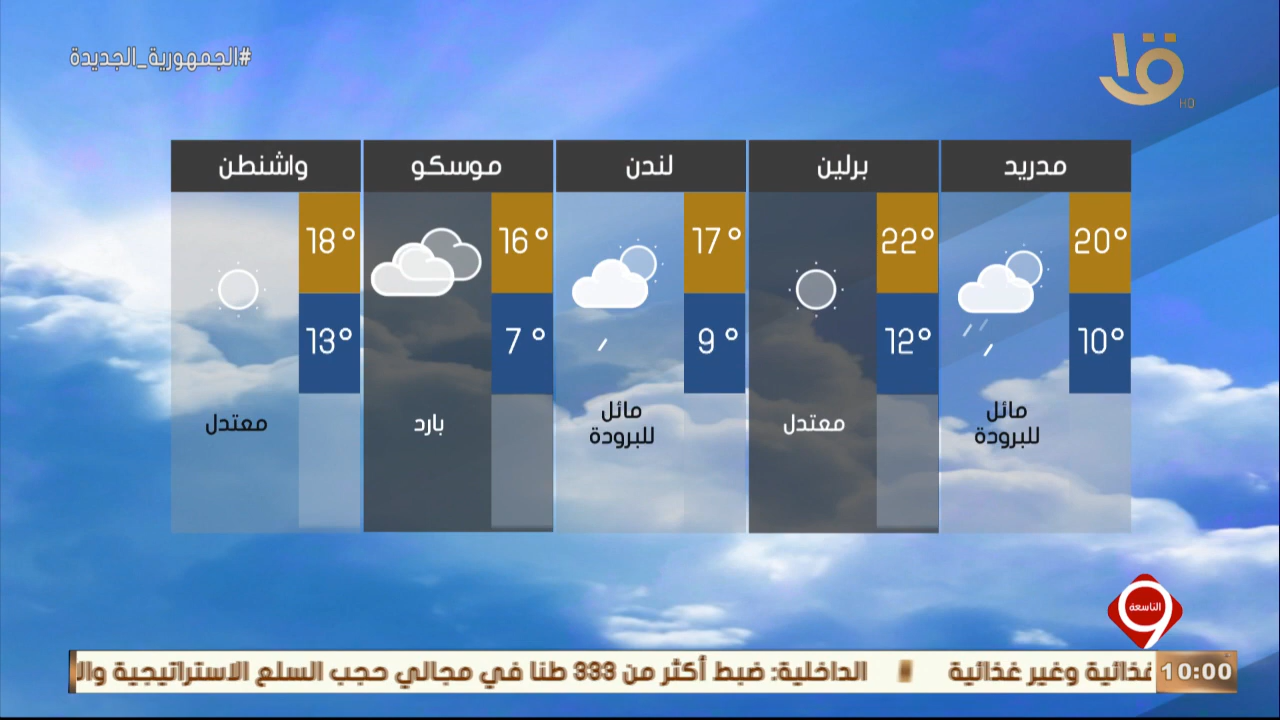 #الجمهورية_الجديدة
HD
مدريد
20°
10°
مائل
للبرودة
برلين
22°
12°
معتدل
لندن
17°
9°
مائل
للبرودة
موسكو
16°
7°
بارد
واشنطن
18°
13°
معتدل
التاسعة
9
10:00
غذائية وغير غذائية
الداخلية: ضبط أكثر من 333 طنا في مجالي حجب السلع الاستراتيجية